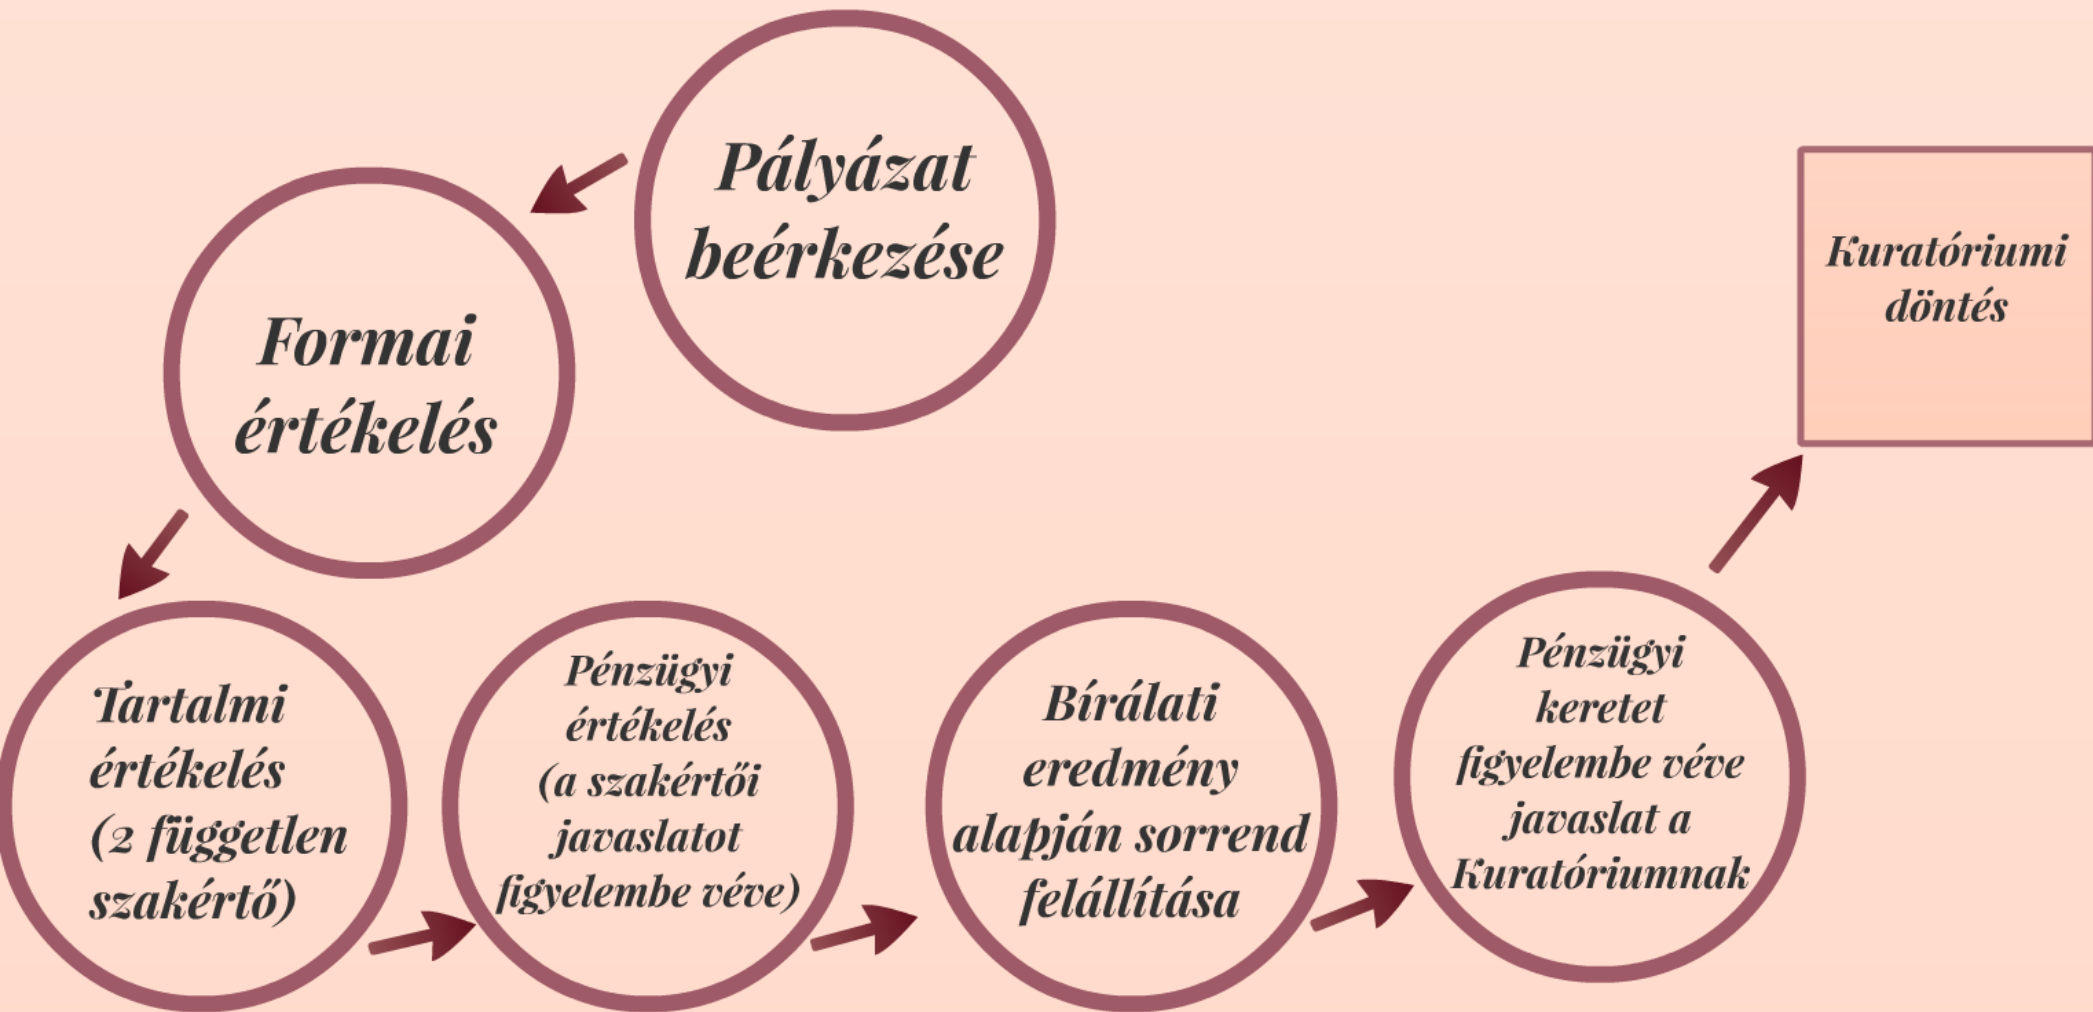 Pályázat
beérkezése
Formai
értékelés
Tartalmi
értékelés
(2 független
szakértő)
Pénzügyi
értékelés
(a szakértői
javaslatot
figyelembe véve)
Bírálati
eredmény
alapján sorrend
felállítása
Pénzügyi
keretet
figyelembe véve
javaslat a
Kuratóriumnak
Kuratóriumi
döntés